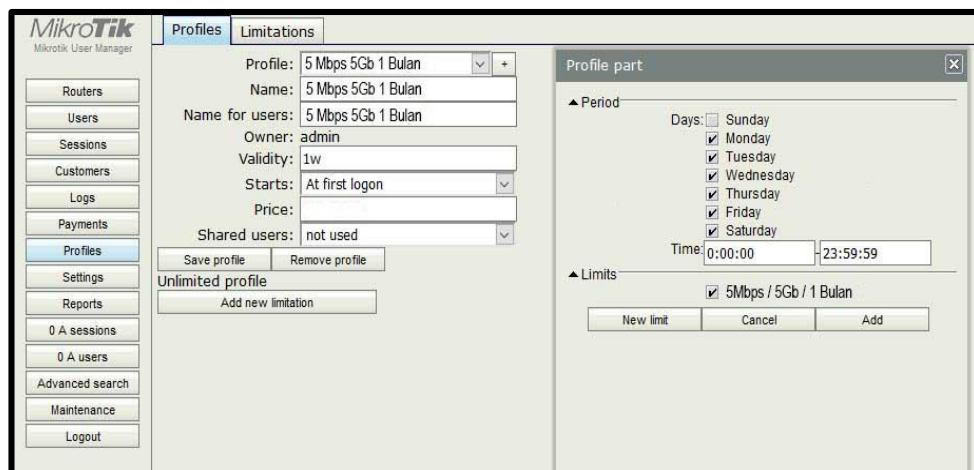 MikroTik
Mikrotik User Manager
Routers
Users
Sessions
Customers
Logs
Payments
Profiles
Settings
Reports
0 A sessions
0 A users
Advanced search
Maintenance
Logout
Profiles Limitations
Profile: 5 Mbps 5Gb 1 Bulan +
Name: 5 Mbps 5Gb 1 Bulan
Name for users: 5 Mbps 5Gb 1 Bulan
Owner: admin
Validity: 1w
Starts: At first logon
Price:
Shared users: not used
Save profile Remove profile
Unlimited profile
Add new limitation
Profile part
Period
Days: Sunday
Monday
Tuesday
Wednesday
Thursday
Friday
Saturday
Time: 0:00:00 - 23:59:59
Limits
5Mbps / 5Gb / 1 Bulan
New limit Cancel Add